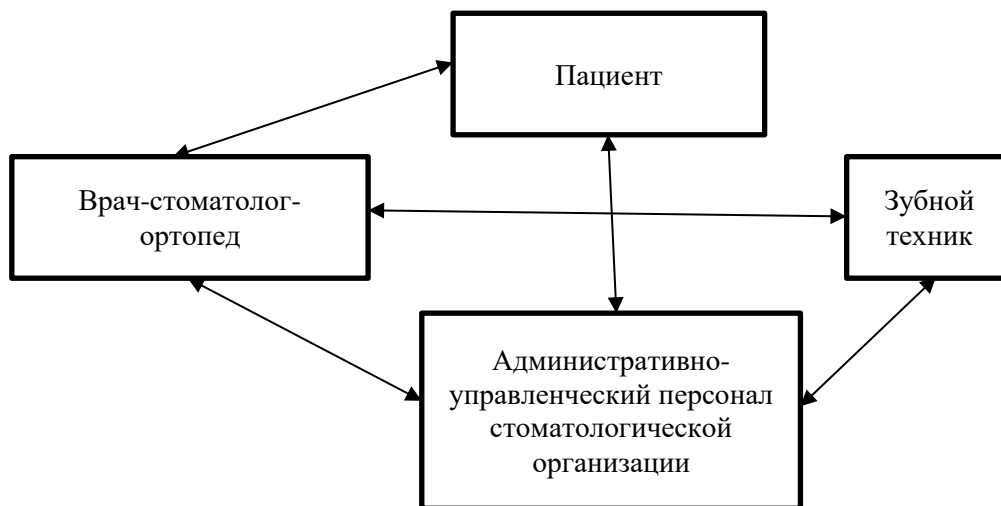 Пациент
Врач-стоматолог-
ортопед
Зубной
техник
Административно-
управленческий персонал
стоматологической
организации